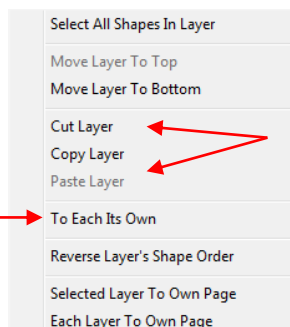 Select All Shapes In Layer
Move Layer To Top
Move Layer To Bottom
Cut Layer
Copy Layer
Paste Layer
To Each Its Own
Reverse Layer's Shape Order
Selected Layer To Own Page
Each Layer To Own Page